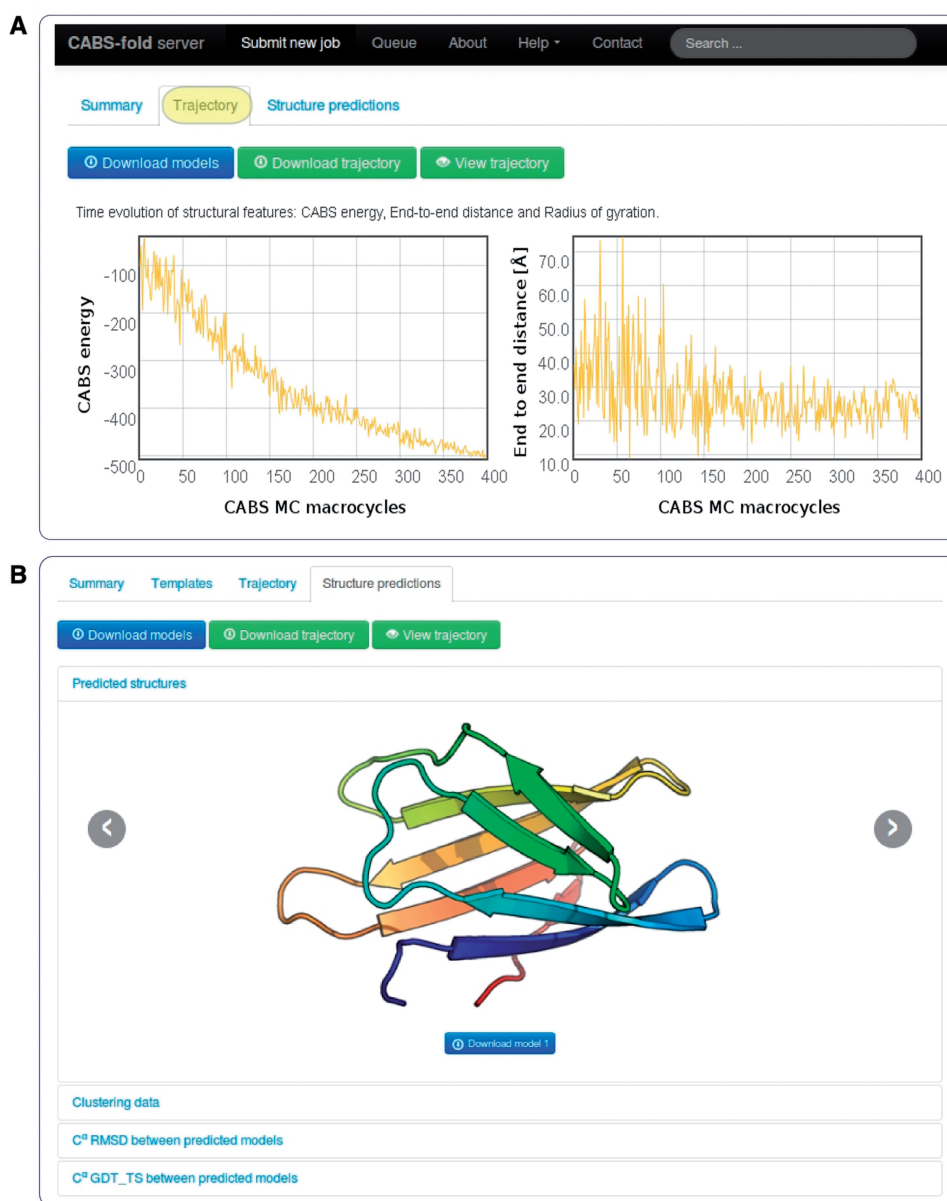 A
CABS-fold server Submit new job Queue About Help Contact Search ...
Summary Trajectory Structure predictions
Download models Download trajectory View trajectory
Time evolution of structural features: CABS energy, End-to-end distance and Radius of gyration.
CABS energy
-100
-200
-300
-400
-500
0 50 100 150 200 250 300 350 400
CABS MC macrocycles
End to end distance [Å]
70.0
60.0
50.0
40.0
30.0
20.0
10.0
0 50 100 150 200 250 300 350 400
CABS MC macrocycles
B
Summary Templates Trajectory Structure predictions
Download models Download trajectory View trajectory
Predicted structures
Download model 1
Clustering data
Cα RMSD between predicted models
Cα GDT_TS between predicted models